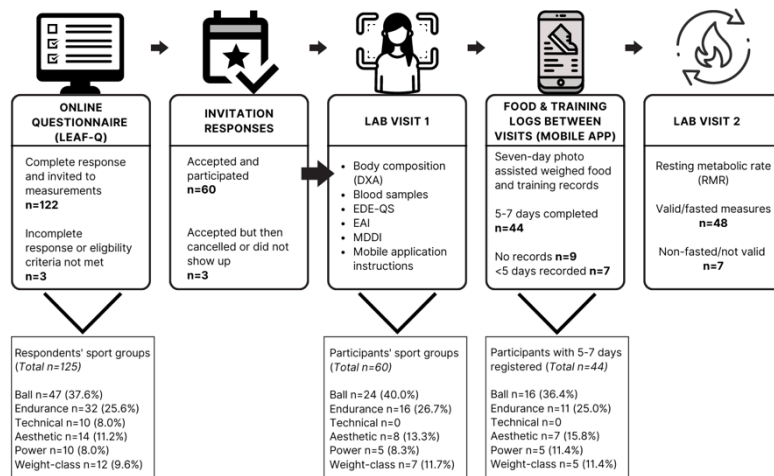 ONLINE
QUESTIONNAIRE
(LEAF-Q)
Complete response
and invited to
measurements
n=122
Incomplete
response or eligbility
criteria not met
n=3
INVITATION
RESPONSES
Accepted and
participated
n=60
Accepted but then
cancelled or did not
show up
n=3
LAB VISIT 1
• Body composition
(DXA)
• Blood samples
• EDE-QS
• EAI
• MDDI
• Mobile application
instructions
FOOD & TRAINING
LOGS BETWEEN
VISITS (MOBILE APP)
Seven-day photo
assisted weighed food
and training records
5-7 days completed
n=44
No records n=9
<5 days recorded n=7
LAB VISIT 2
Resting metabolic rate
(RMR)
Valid/fasted measures
n=48
Non-fasted/not valid
n=7
Respondents' sport groups
(Total n=125)
Ball n=47 (37.6%)
Endurance n=32 (25.6%)
Technical n=10 (8.0%)
Aesthetic n=14 (11.2%)
Power n=10 (8.0%)
Weight-class n=12 (9.6%)
Participants' sport groups
(Total n=60)
Ball n=24 (40.0%)
Endurance n=16 (26.7%)
Technical n=0
Aesthetic n=8 (13.3%)
Power n=5 (8.3%)
Weight-class n=7 (11.7%)
Participants with 5-7 days
registered (Total n=44)
Ball n=16 (36.4%)
Endurance n=11 (25.0%)
Technical n=0
Aesthetic n=7 (15.8%)
Power n=5 (11.4%)
Weight-class n=5 (11.4%)